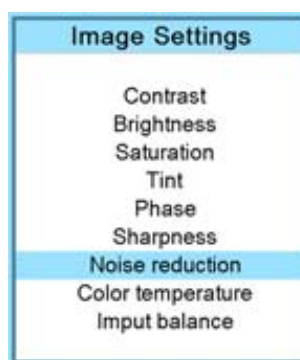 Image Settings
Contrast
Brightness
Saturation
Tint
Phase
Sharpness
Noise reduction
Color temperature
Imput balance